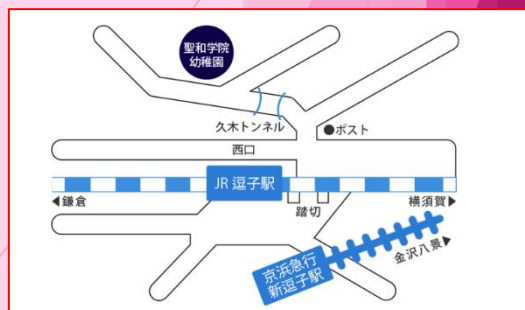 聖和学院
幼稚園
久木トンネル
●ポスト
西口
JR 逗子駅
◀鎌倉
踏切
横須賀▶
京浜急行
新逗子駅
金沢八景▶